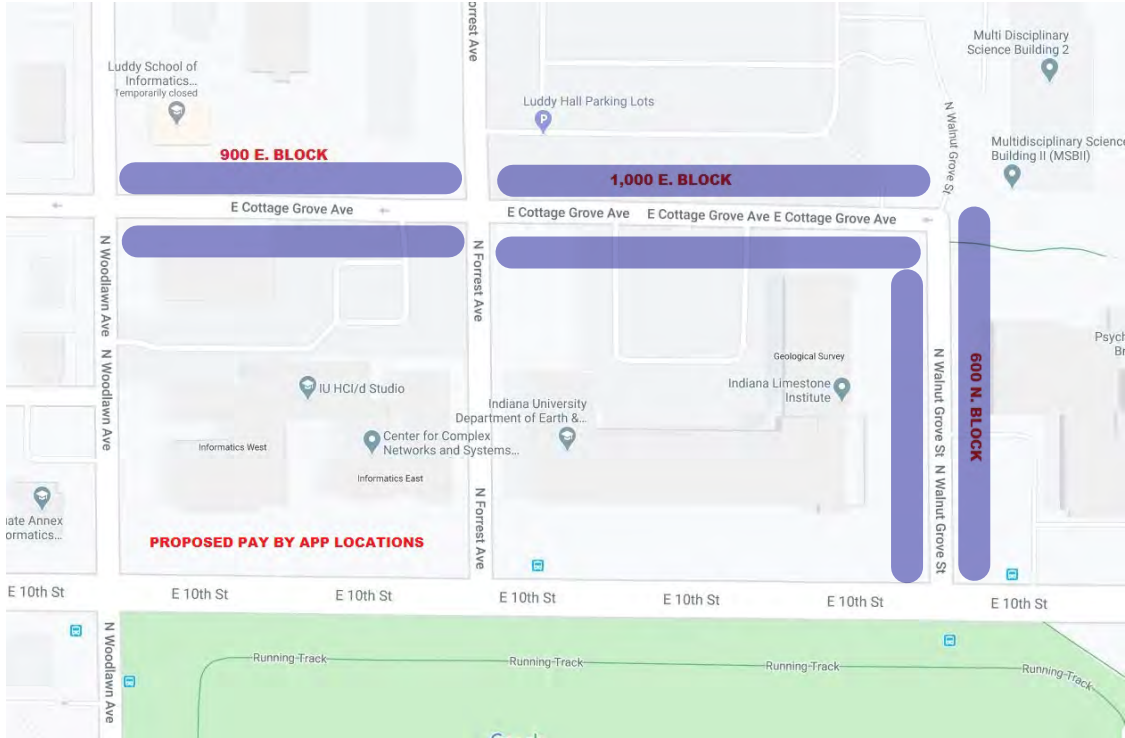 orrest Ave
Multi Disciplinary
Science Building 2
Luddy School of
Informatics...
Temporarily closed
Luddy Hall Parking Lots
P
N Walnut Grove St
Multidisciplinary Science
Building II (MSBII)
900 E. BLOCK
1,000 E. BLOCK
E Cottage Grove Ave
E Cottage Grove Ave
E Cottage Grove Ave
E Cottage Grove Ave
N Woodlawn Ave
N Forrest Ave
N Woodlawn Ave
N Walnut Grove St
600 N. BLOCK
Psych
Br
Geological Survey
Indiana Limestone
Institute
IU HCI/d Studio
Indiana University
Department of Earth &...
Center for Complex
Networks and Systems...
Informatics West
Informatics East
N Forrest Ave
N Walnut Grove St
uate Annex
ormatics...
PROPOSED PAY BY APP LOCATIONS
E 10th St
E 10th St
E 10th St
E 10th St
E 10th St
E 10th St
E 10th St
N Woodlawn Ave
Running Track
Running Track
Running Track
Running Track